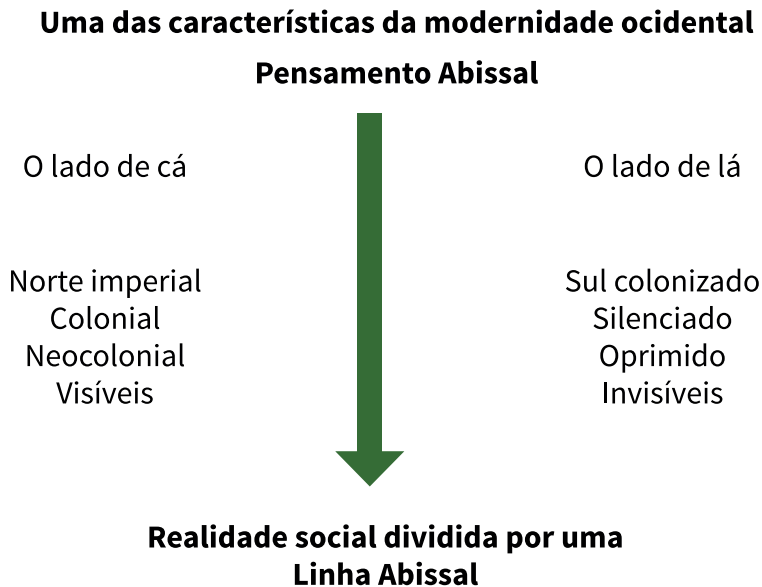 Uma das características da modernidade ocidental
Pensamento Abissal
O lado de cá
O lado de lá
Norte imperial
Colonial
Neocolonial
Visíveis
Sul colonizado
Silenciado
Oprimido
Invisíveis
Realidade social dividida por uma
Linha Abissal